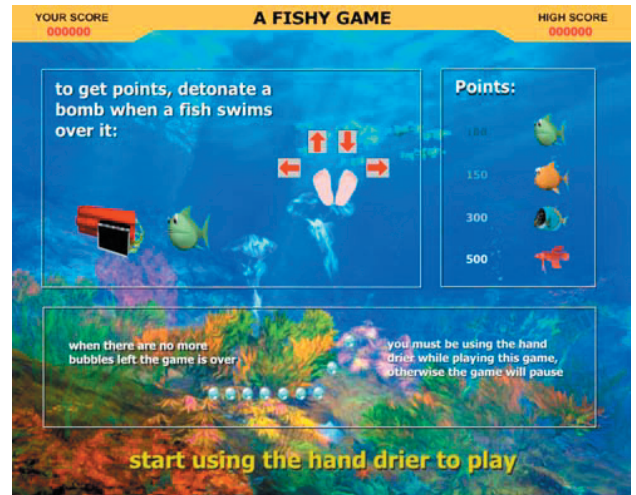 YOUR SCORE
000000
A FISHY GAME
HIGH SCORE
000000
to get points, detonate a
bomb when a fish swims
over it:
Points:
100
150
300
500
when there are no more
bubbles left the game is over
you must be using the hand
drier while playing this game,
otherwise the game will pause
start using the hand drier to play